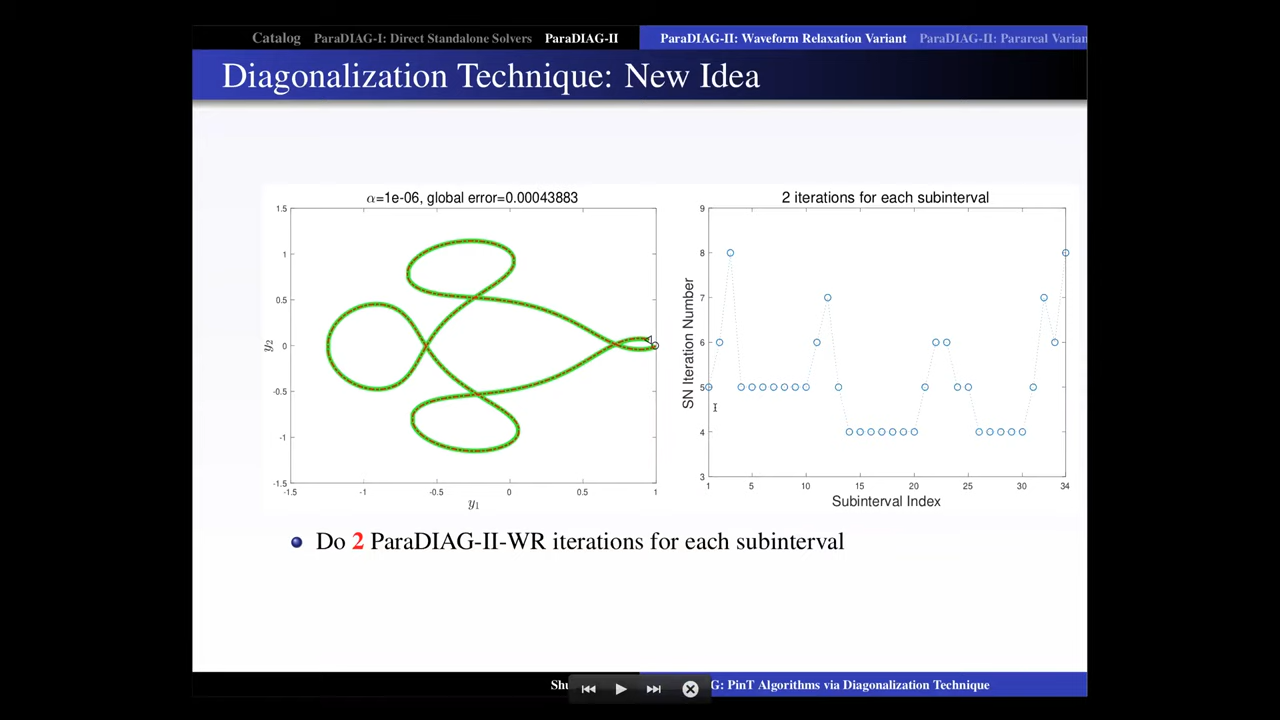 Catalog ParaDIAG-I: Direct Standalone Solvers ParaDIAG-II ParaDIAG-II: Waveform Relaxation Variant ParaDIAG-II: Parareal Varian
Diagonalization Technique: New Idea
α=1e-06, global error=0.00043883
1.5
1
0.5
0
-0.5
-1
-1.5
y2
-1.5 -1 -0.5 0 0.5 1
y1
2 iterations for each subinterval
9
8
7
6
5
4
3
SN Iteration Number
1 5 10 15 20 25 30 34
Subinterval Index
Do 2 ParaDIAG-II-WR iterations for each subinterval
Shu G: PinT Algorithms via Diagonalization Technique